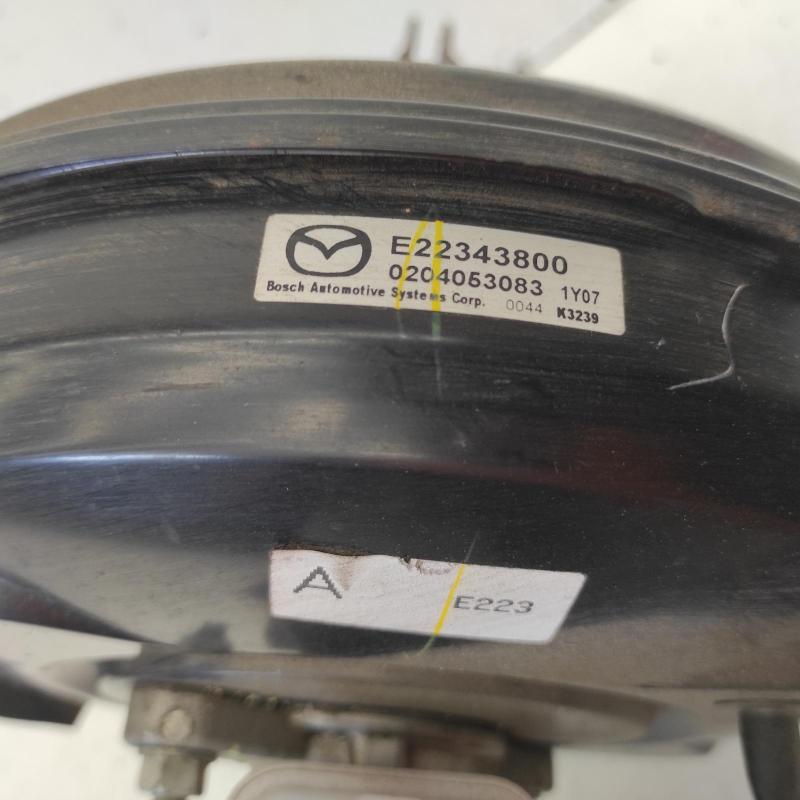 E22343800
0204053083 1Y07
Bosch Automotive Systems Corp. 0044 K3239
A
E223